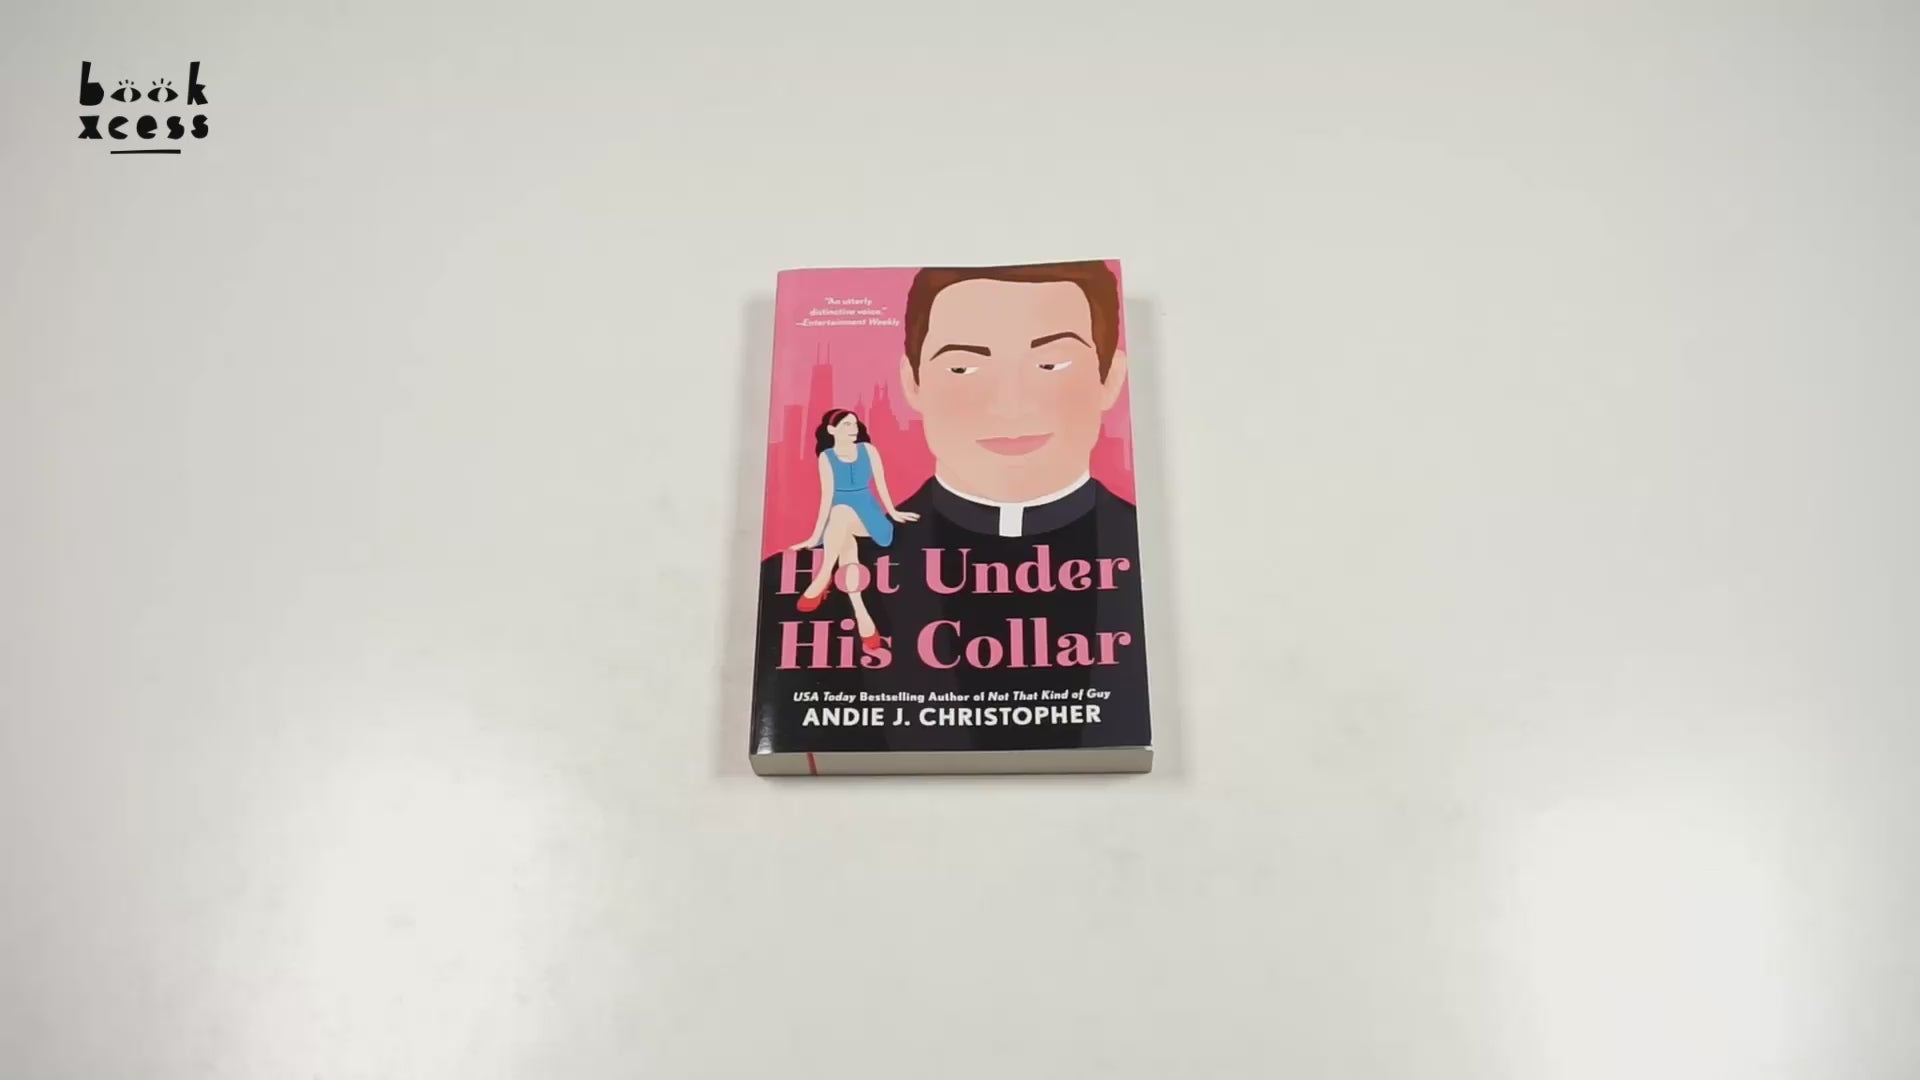 book
xcess
"An utterly
distinctive voice."
—Entertainment Weekly
Hot Under
His Collar
USA Today Bestselling Author of Not That Kind of Guy
ANDIE J. CHRISTOPHER